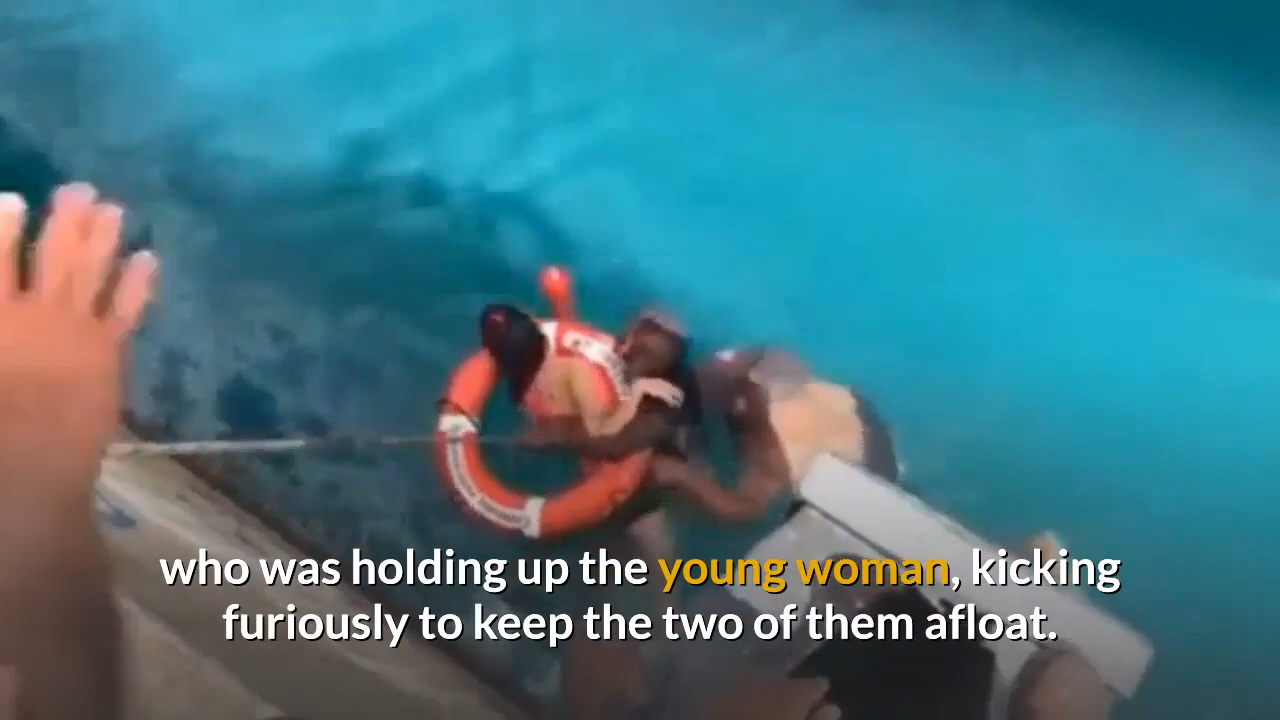 who was holding up the young woman, kicking
furiously to keep the two of them afloat.